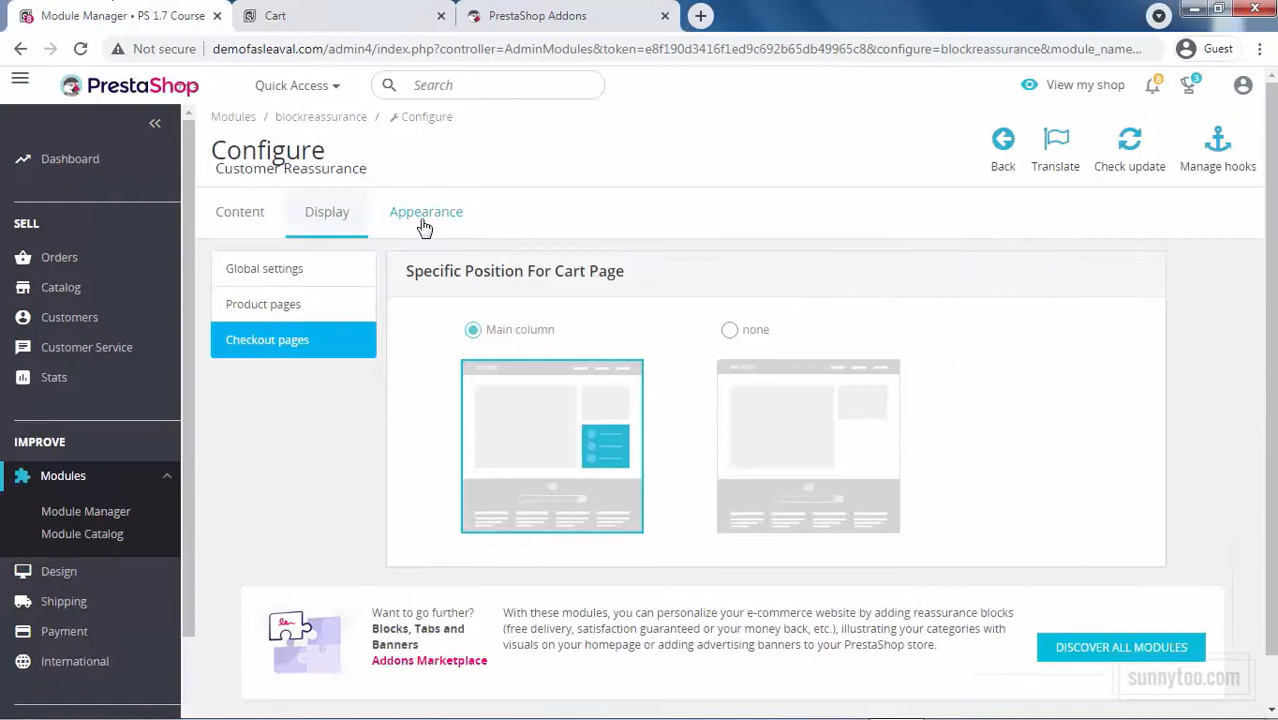 Module Manager • PS 1.7 Course
Cart
PrestaShop Addons
Not secure
demofasleaval.com/admin4/index.php?controller=AdminModules&token=e8f190d3416f1ed9c692b65db49965c8&configure=blockreassurance&module_name...
Guest
PrestaShop
Quick Access
Search
View my shop
8
3
Modules / blockreassurance / Configure
Configure
Customer Reassurance
Back
Translate
Check update
Manage hooks
Content
Display
Appearance
Dashboard
SELL
Orders
Catalog
Customers
Customer Service
Stats
IMPROVE
Modules
Module Manager
Module Catalog
Design
Shipping
Payment
International
Global settings
Product pages
Checkout pages
Specific Position For Cart Page
Main column
none
Want to go further?
Blocks, Tabs and
Banners
Addons Marketplace
With these modules, you can personalize your e-commerce website by adding reassurance blocks
(free delivery, satisfaction guaranteed or your money back, etc.), illustrating your categories with
visuals on your homepage or adding advertising banners to your PrestaShop store.
DISCOVER ALL MODULES
sunnytoo.com